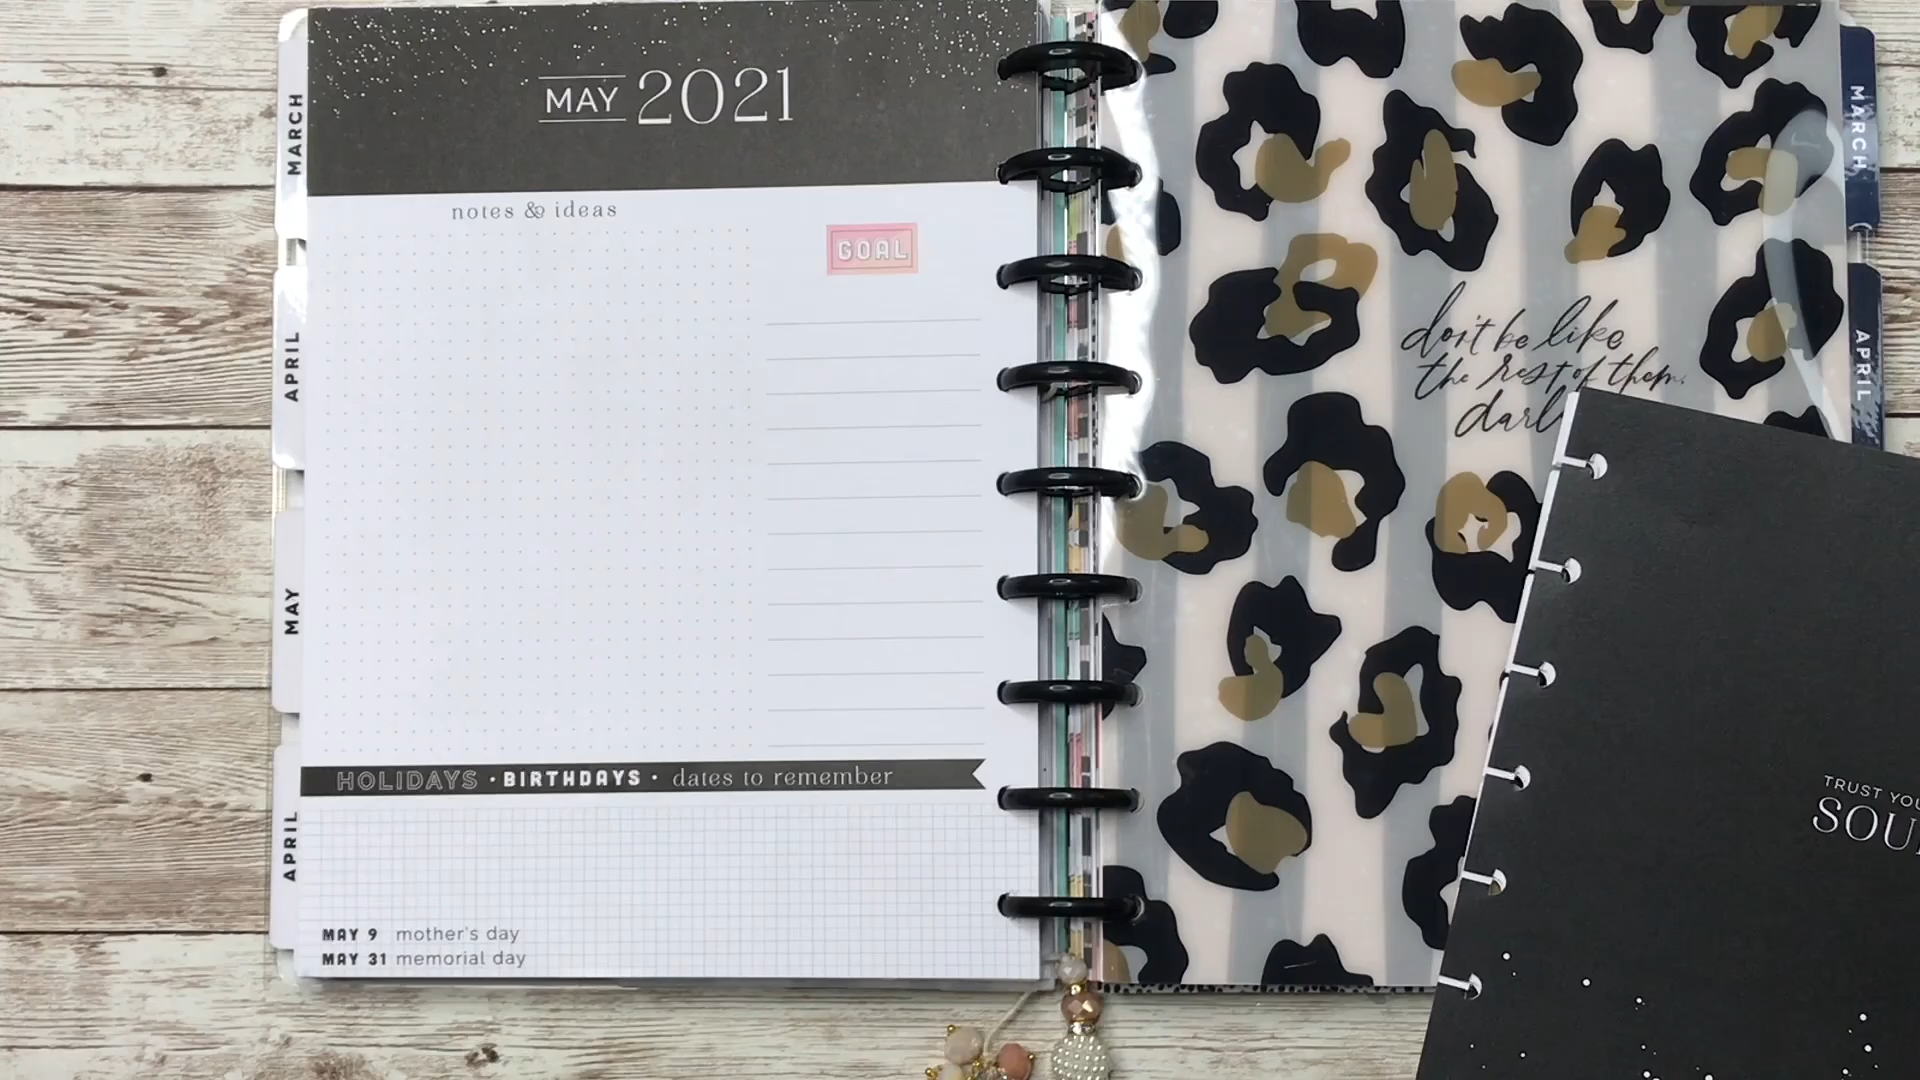 MARCH
APRIL
MAY
APRIL
MAY 2021
notes & ideas
GOAL
HOLIDAYS · BIRTHDAYS · dates to remember
MAY 9 mother's day
MAY 31 memorial day
don't be like
the rest of them,
darl
TRUST YOU
SOU
MARCH
APRIL